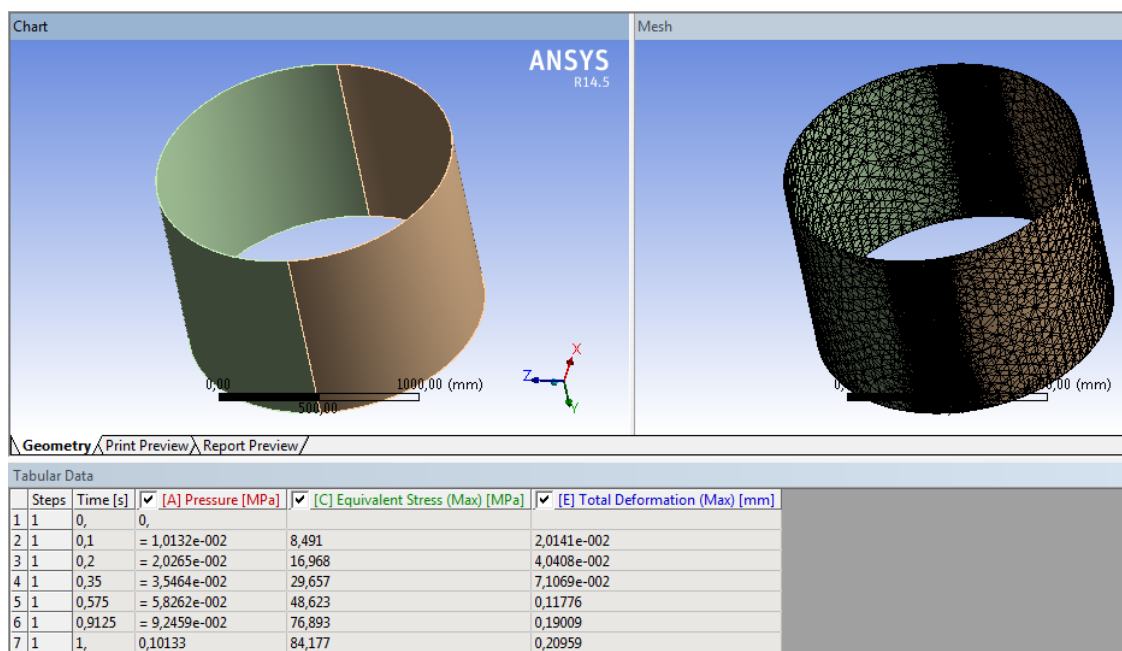 Chart
Mesh
ANSYS
R14.5
X
Z
Y
0,00 1000,00 (mm)
500,00
00,00 (mm)
Geometry Print Preview Report Preview
Tabular Data
Steps Time [s] [A] Pressure [MPa] [C] Equivalent Stress (Max) [MPa] [E] Total Deformation (Max) [mm]
1 1 0, 0,
2 1 0,1 = 1,0132e-002 8,491 2,0141e-002
3 1 0,2 = 2,0265e-002 16,968 4,0408e-002
4 1 0,35 = 3,5464e-002 29,657 7,1069e-002
5 1 0,575 = 5,8262e-002 48,623 0,11776
6 1 0,9125 = 9,2459e-002 76,893 0,19009
7 1 1, 0,10133 84,177 0,20959